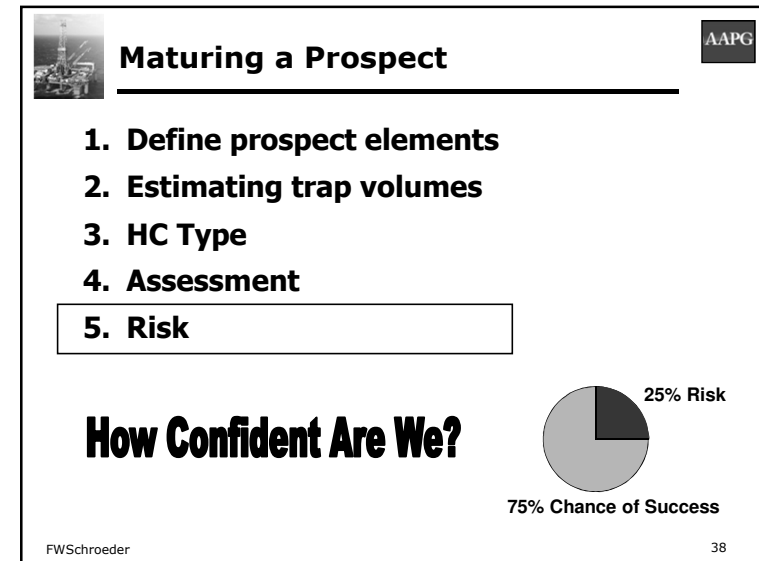 Maturing a Prospect
AAPG
1. Define prospect elements
2. Estimating trap volumes
3. HC Type
4. Assessment
5. Risk
How Confident Are We?
25% Risk
75% Chance of Success
FWSchroeder
38